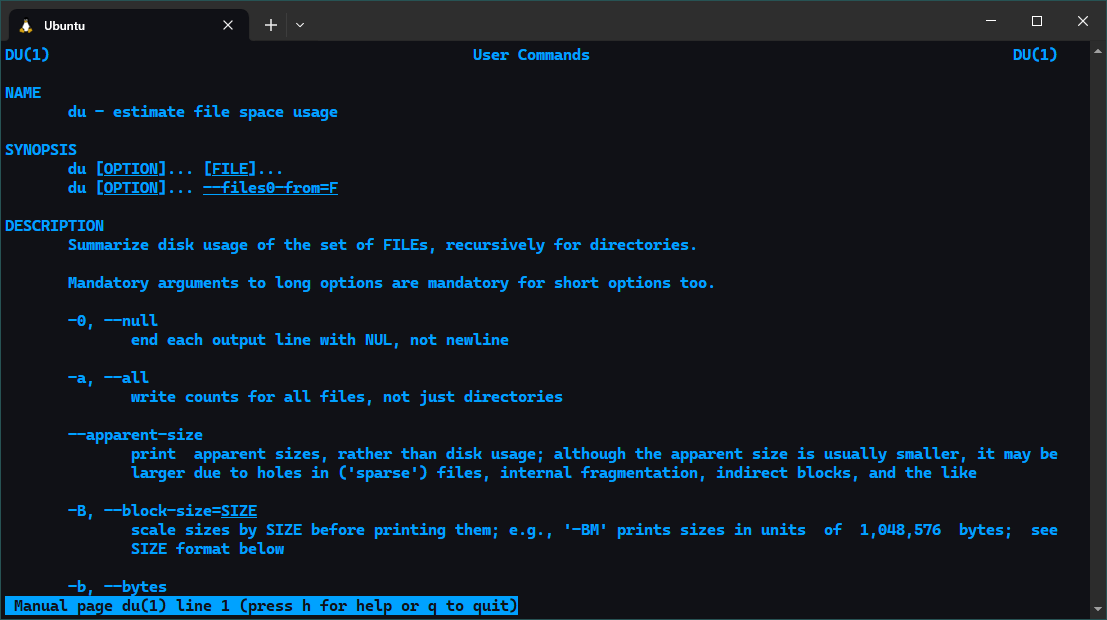 Ubuntu
DU(1) User Commands DU(1)
NAME
du - estimate file space usage
SYNOPSIS
du [OPTION]... [FILE]...
du [OPTION]... --files0-from=F
DESCRIPTION
Summarize disk usage of the set of FILEs, recursively for directories.
Mandatory arguments to long options are mandatory for short options too.
-0, --null
end each output line with NUL, not newline
-a, --all
write counts for all files, not just directories
--apparent-size
print  apparent sizes, rather than disk usage; although the apparent size is usually smaller, it may be
larger due to holes in ('sparse') files, internal fragmentation, indirect blocks, and the like
-B, --block-size=SIZE
scale sizes by SIZE before printing them; e.g., '-BM' prints sizes in units  of  1,048,576  bytes;  see
SIZE format below
-b, --bytes
Manual page du(1) line 1 (press h for help or q to quit)